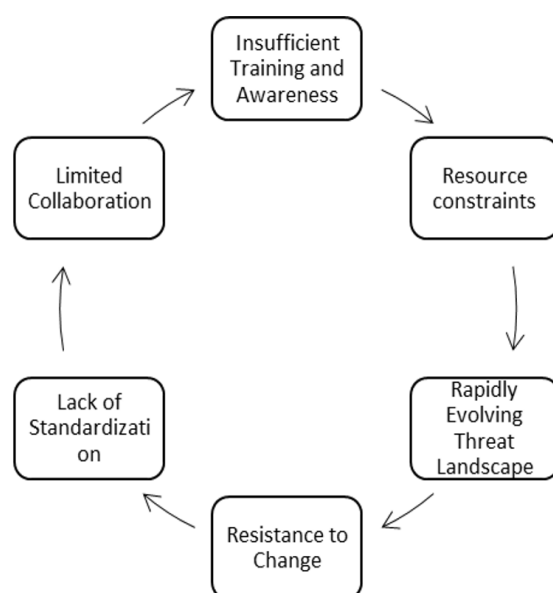 Insufficient
Training and
Awareness
Resource
constraints
Rapidly
Evolving
Threat
Landscape
Resistance to
Change
Lack of
Standardizati
on
Limited
Collaboration